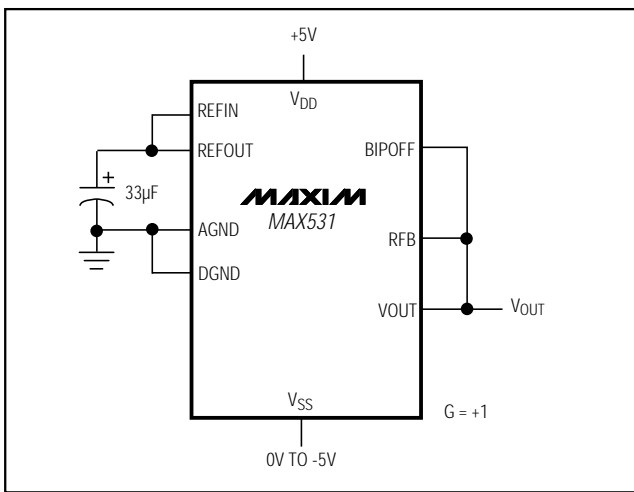 +5V
VDD
REFIN
REFOUT
BIPOFF
+
33µF
MAXIM
MAX531
AGND
RFB
DGND
VOUT
VOUT
VSS
G = +1
0V TO -5V